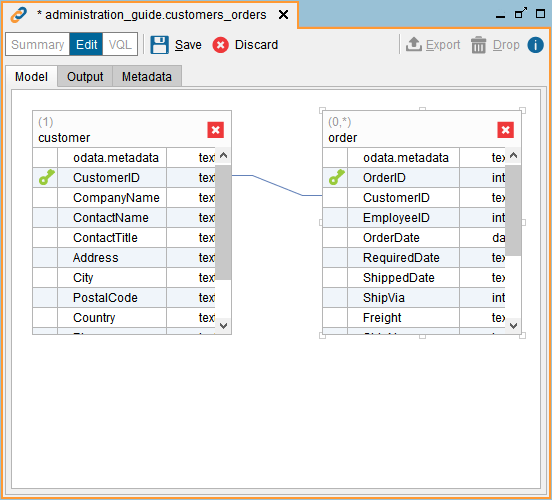 * administration_guide.customers_orders
Summary Edit VQL Save Discard Export Drop
Model Output Metadata
(1)
customer
odata.metadata tex
CustomerID tex
CompanyName tex
ContactName tex
ContactTitle tex
Address tex
City tex
PostalCode tex
Country tex
(0,*)
order
odata.metadata tex
OrderID int
CustomerID tex
EmployeeID int
OrderDate da
RequiredDate tex
ShippedDate tex
ShipVia int
Freight tex